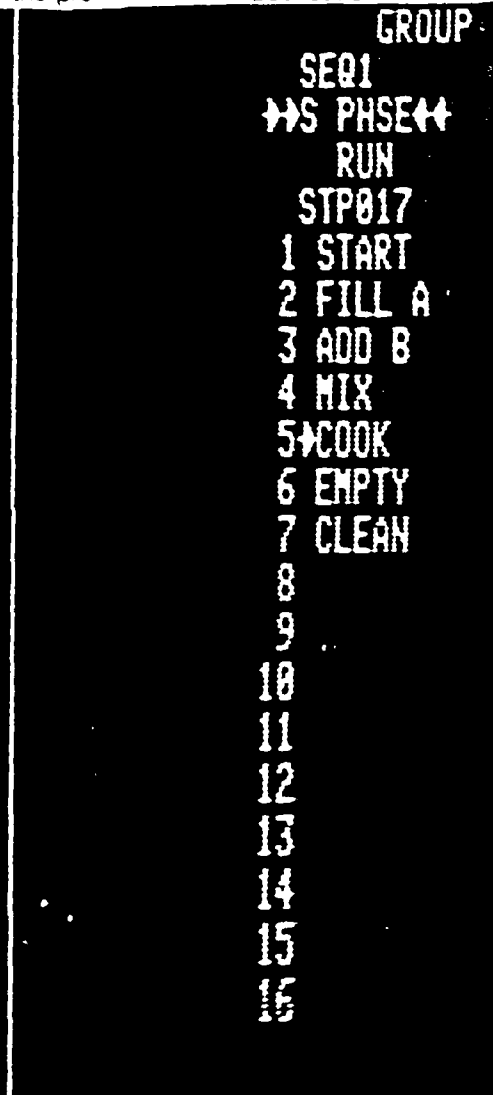 GROUP
SEQ1
→→S PHSE←←
RUN
STP017
1 START
2 FILL A
3 ADD B
4 MIX
5→COOK
6 EMPTY
7 CLEAN
8
9
10
11
12
13
14
15
16